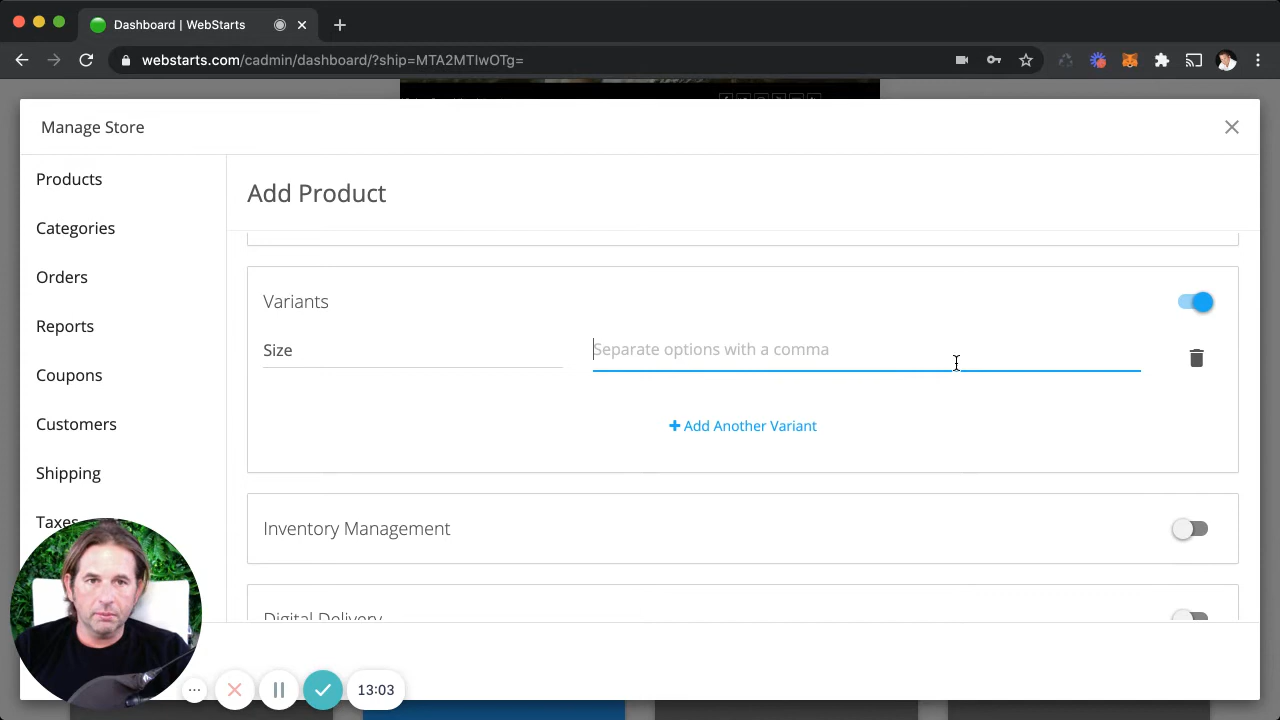 Dashboard | WebStarts
webstarts.com/cadmin/dashboard/?ship=MTA2MTIwOTg=
Manage Store
Products
Categories
Orders
Reports
Coupons
Customers
Shipping
Taxes
Add Product
Variants
Size
Separate options with a comma
Add Another Variant
Inventory Management
Digital Delivery
13:03